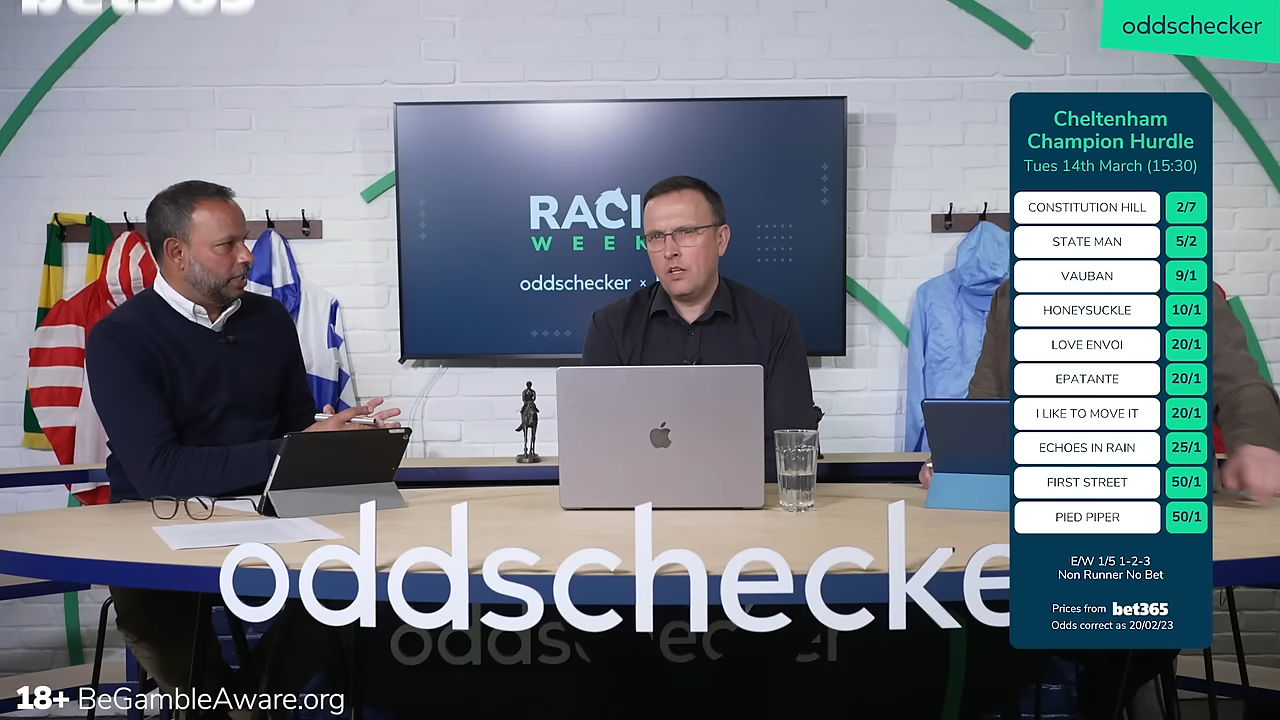 bet365
oddschecker
RACI
WEEK
oddschecker x
Cheltenham
Champion Hurdle
Tues 14th March (15:30)
CONSTITUTION HILL 2/7
STATE MAN 5/2
VAUBAN 9/1
HONEYSUCKLE 10/1
LOVE ENVOI 20/1
EPATANTE 20/1
I LIKE TO MOVE IT 20/1
ECHOES IN RAIN 25/1
FIRST STREET 50/1
PIED PIPER 50/1
E/W 1/5 1-2-3
Non Runner No Bet
Prices from bet365
Odds correct as 20/02/23
oddschecke
18+ BeGambleAware.org